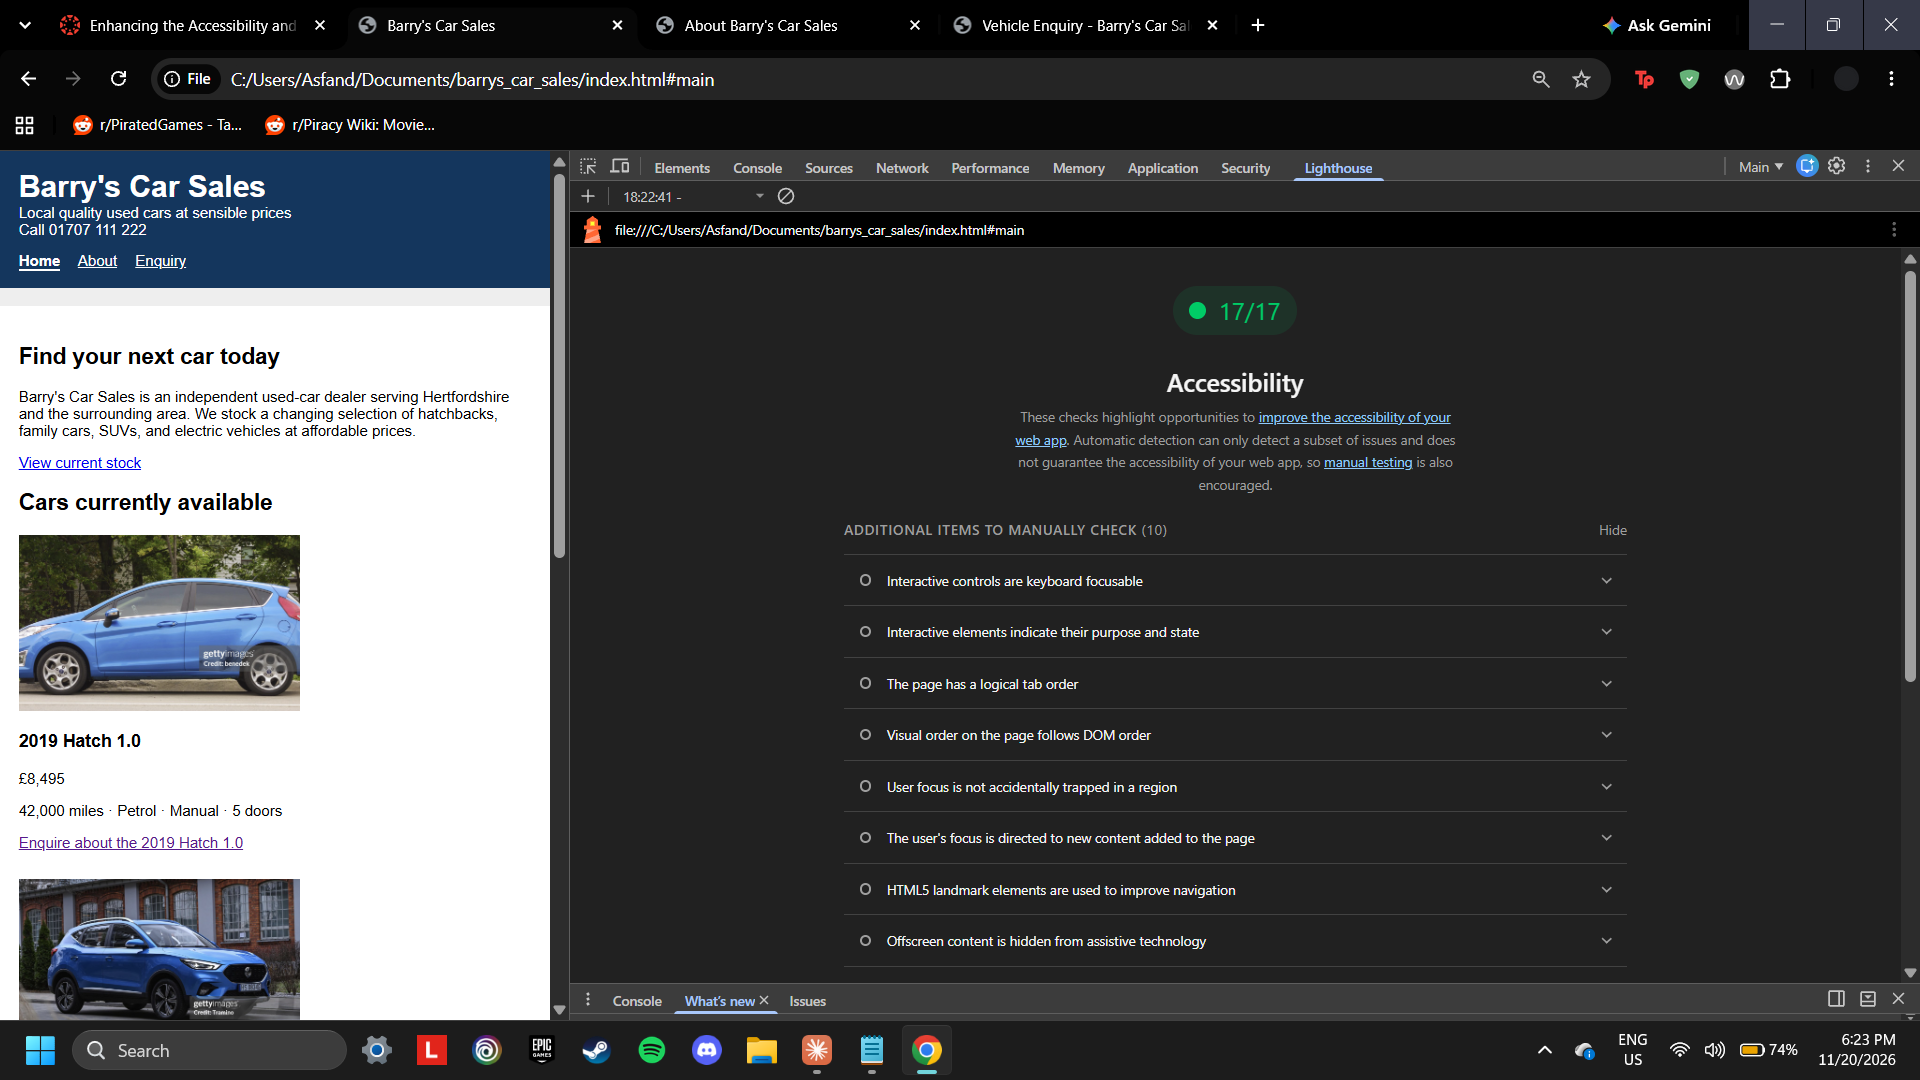 Enhancing the Accessibility and
Barry's Car Sales
About Barry's Car Sales
Vehicle Enquiry - Barry's Car Sal
Ask Gemini
File
C:/Users/Asfand/Documents/barrys_car_sales/index.html#main
Tp
r/PiratedGames - Ta...
r/Piracy Wiki: Movie...
Barry's Car Sales
Local quality used cars at sensible prices
Call 01707 111 222
Home
About
Enquiry
Find your next car today
Barry's Car Sales is an independent used-car dealer serving Hertfordshire
and the surrounding area. We stock a changing selection of hatchbacks,
family cars, SUVs, and electric vehicles at affordable prices.
View current stock
Cars currently available
gettyimages
Credit: benedek
2019 Hatch 1.0
£8,495
42,000 miles · Petrol · Manual · 5 doors
Enquire about the 2019 Hatch 1.0
gettyimages
Credit: Tramino
Elements
Console
Sources
Network
Performance
Memory
Application
Security
Lighthouse
Main
18:22:41 -
file:///C:/Users/Asfand/Documents/barrys_car_sales/index.html#main
17/17
Accessibility
These checks highlight opportunities to improve the accessibility of your
web app. Automatic detection can only detect a subset of issues and does
not guarantee the accessibility of your web app, so manual testing is also
encouraged.
ADDITIONAL ITEMS TO MANUALLY CHECK (10)
Hide
Interactive controls are keyboard focusable
Interactive elements indicate their purpose and state
The page has a logical tab order
Visual order on the page follows DOM order
User focus is not accidentally trapped in a region
The user's focus is directed to new content added to the page
HTML5 landmark elements are used to improve navigation
Offscreen content is hidden from assistive technology
Console
What's new
Issues
Search
L
EPIC
GAMES
ENG
US
74%
6:23 PM
11/20/2026